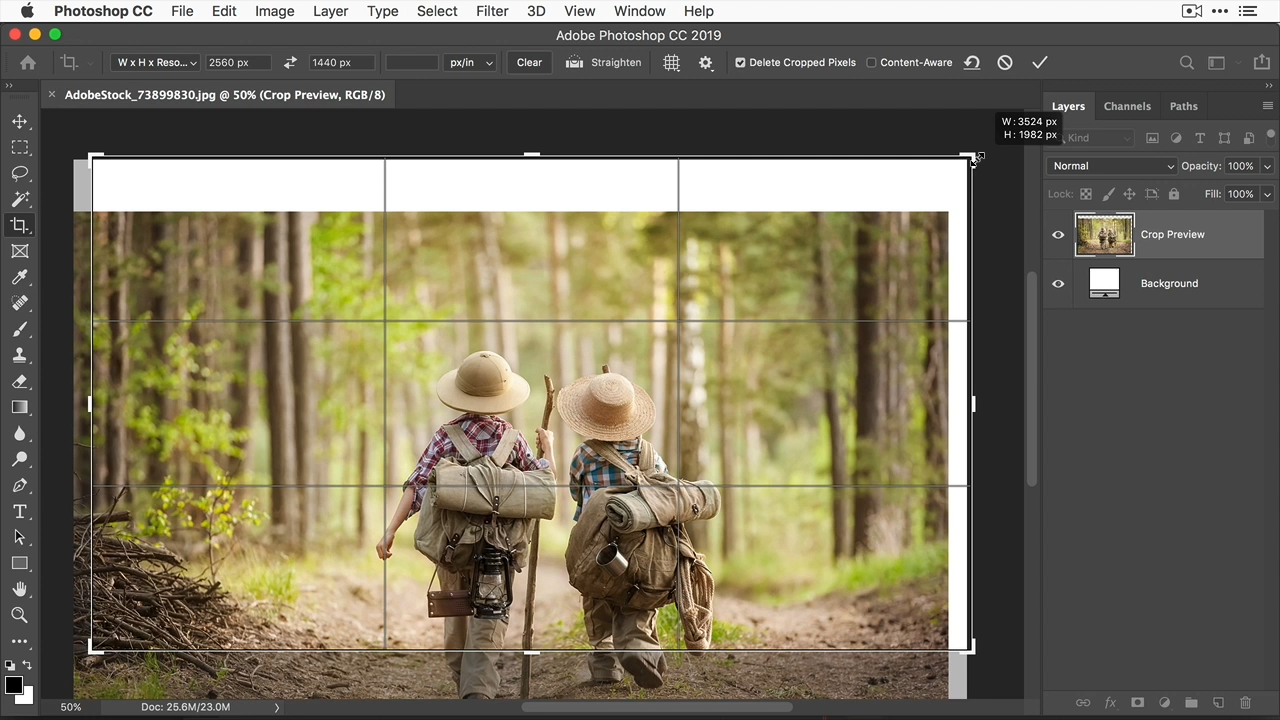 Photoshop CC File Edit Image Layer Type Select Filter 3D View Window Help
Adobe Photoshop CC 2019
W x H x Reso... 2560 px 1440 px px/in Clear Straighten Delete Cropped Pixels Content-Aware
AdobeStock_73899830.jpg @ 50% (Crop Preview, RGB/8)
Layers Channels Paths
W : 3524 px
H : 1982 px
Kind
Normal Opacity: 100%
Lock: Fill: 100%
Crop Preview
Background
50% Doc: 25.6M/23.0M